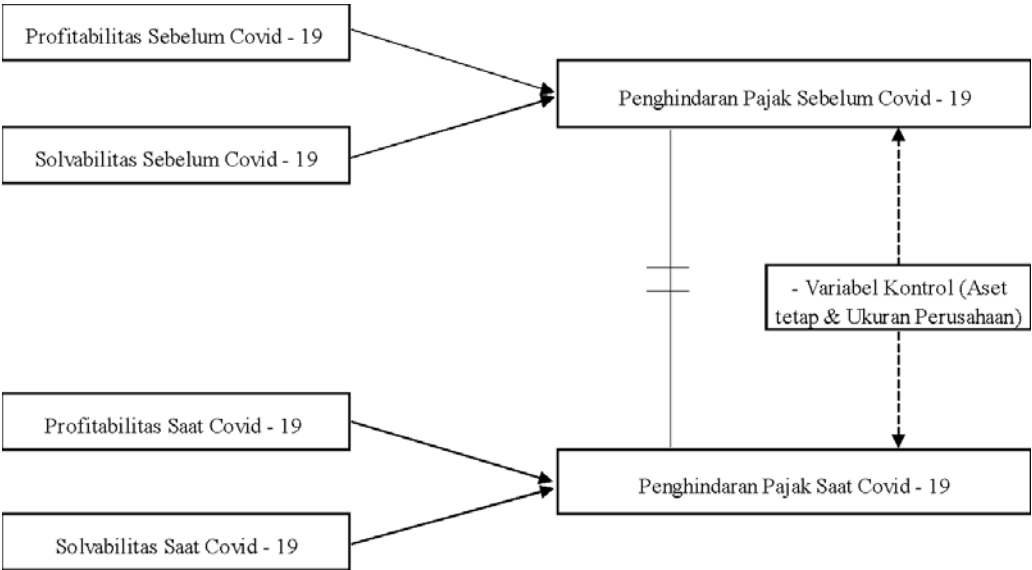 Profitabilitas Sebelum Covid - 19
Penghindaran Pajak Sebelum Covid - 19
Solvabilitas Sebelum Covid - 19
- Variabel Kontrol (Aset
tetap & Ukuran Perusahaan)
Profitabilitas Saat Covid - 19
Penghindaran Pajak Saat Covid - 19
Solvabilitas Saat Covid - 19